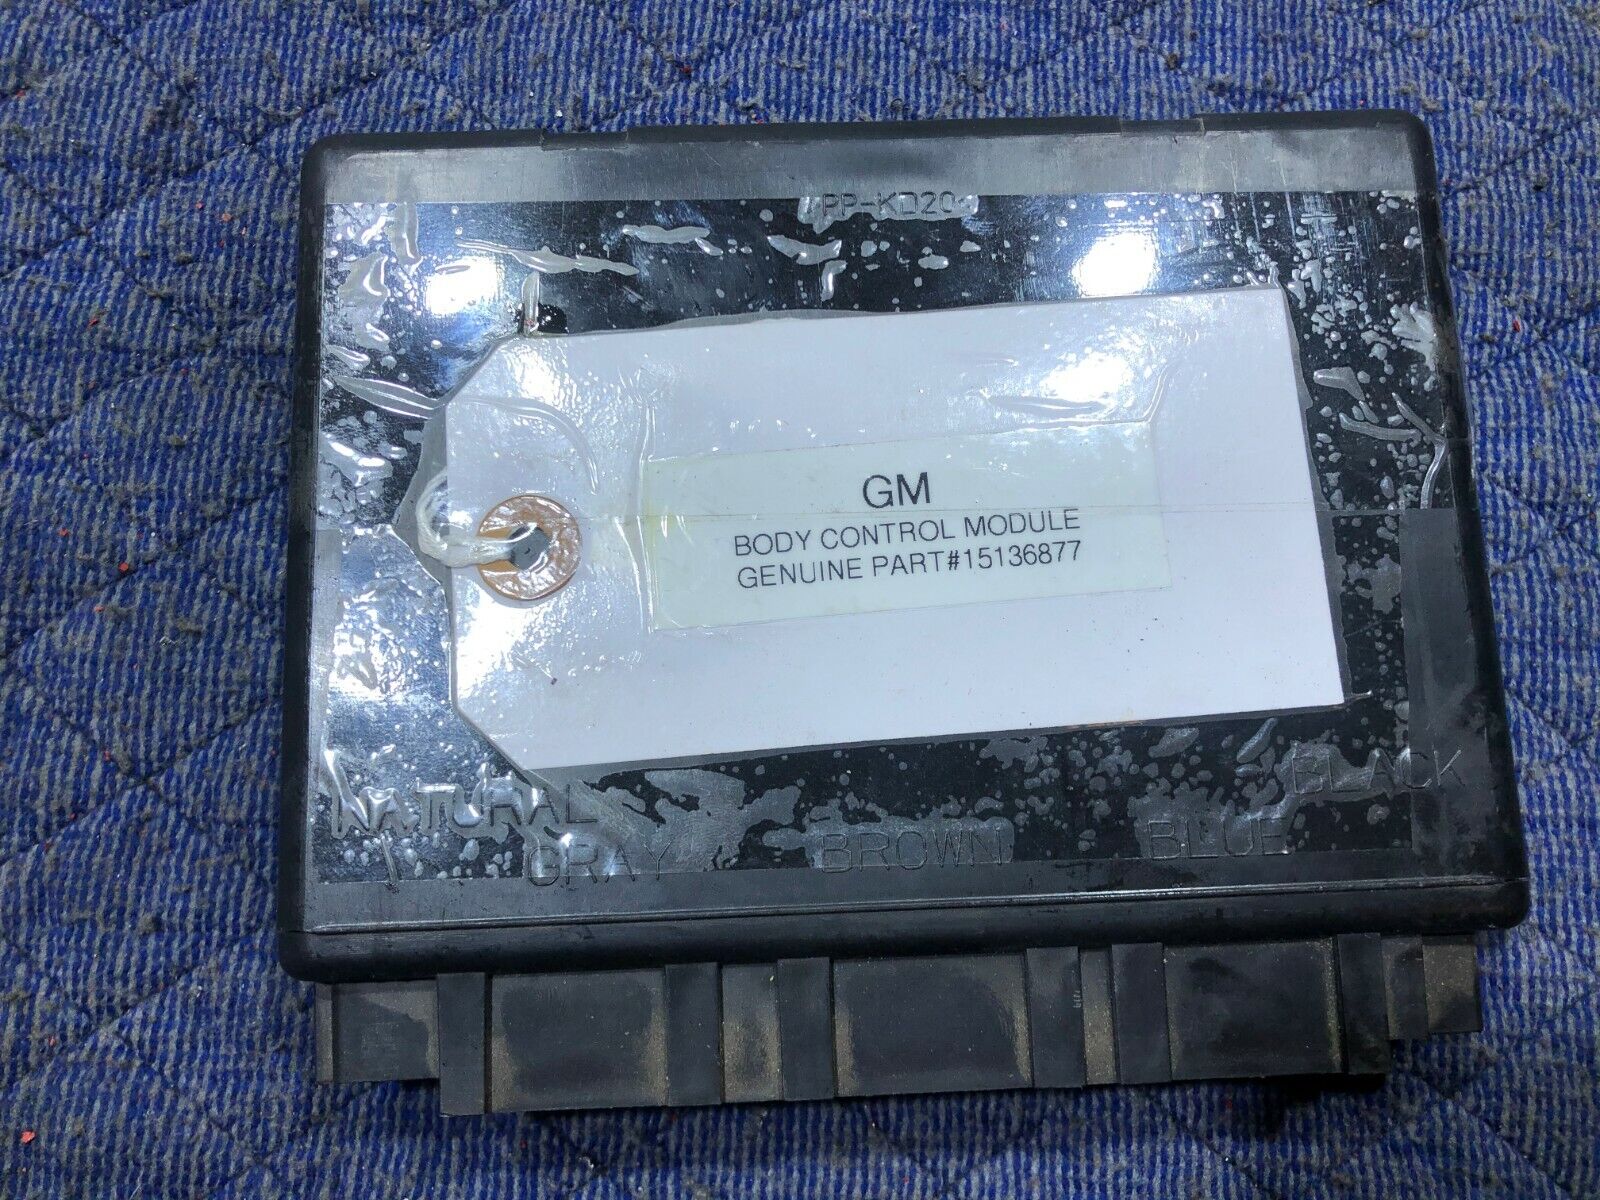 PP-KD20
GM
BODY CONTROL MODULE
GENUINE PART#15136877
BLACK
NATURAL
GRAY BROWN BLUE